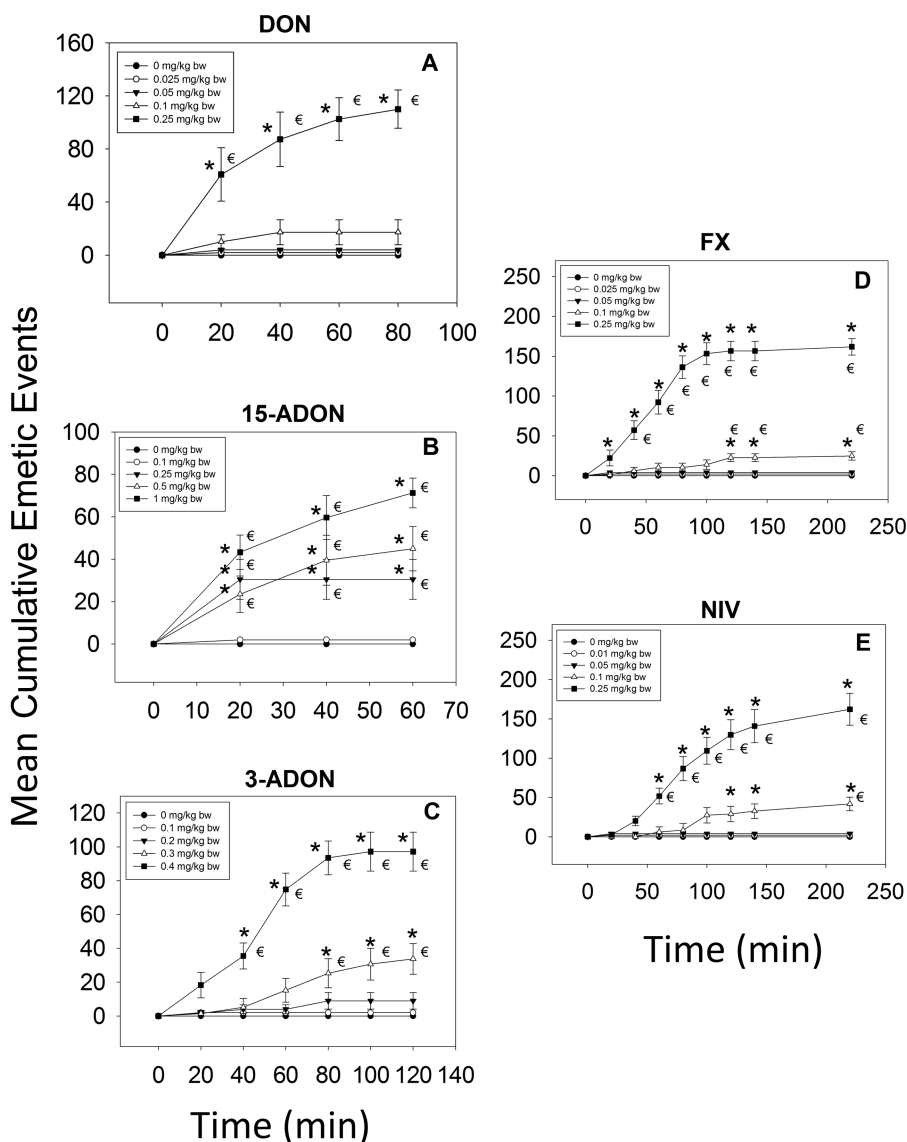 Mean Cumulative Emetic Events
DON
A
0 mg/kg bw
0.025 mg/kg bw
0.05 mg/kg bw
0.1 mg/kg bw
0.25 mg/kg bw
160
120
80
40
0
* € * € * € * €
0 20 40 60 80 100
15-ADON
B
0 mg/kg bw
0.1 mg/kg bw
0.25 mg/kg bw
0.5 mg/kg bw
1 mg/kg bw
100
80
60
40
20
0
* € * € * €
* € * € * €
* € * € * €
0 10 20 30 40 50 60 70
3-ADON
C
0 mg/kg bw
0.1 mg/kg bw
0.2 mg/kg bw
0.3 mg/kg bw
0.4 mg/kg bw
120
100
80
60
40
20
0
* € * € * € * € * €
* € * € * €
0 20 40 60 80 100 120 140
Time (min)
FX
D
0 mg/kg bw
0.025 mg/kg bw
0.05 mg/kg bw
0.1 mg/kg bw
0.25 mg/kg bw
250
200
150
100
50
0
* * * * * * * *
€ € € € € € €
€ € €
* * *
0 50 100 150 200 250
NIV
E
0 mg/kg bw
0.01 mg/kg bw
0.05 mg/kg bw
0.1 mg/kg bw
0.25 mg/kg bw
250
200
150
100
50
0
* * * * * *
€ € € € € €
* * * €
0 50 100 150 200 250
Time (min)